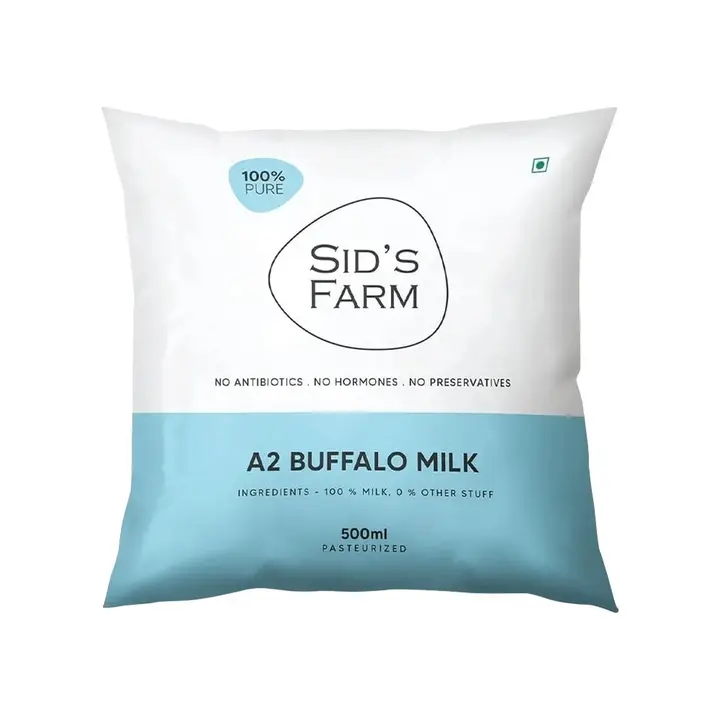 100%
PURE
SID'S
FARM
NO ANTIBIOTICS . NO HORMONES . NO PRESERVATIVES
A2 BUFFALO MILK
INGREDIENTS - 100 % MILK, 0 % OTHER STUFF
500ml
PASTEURIZED